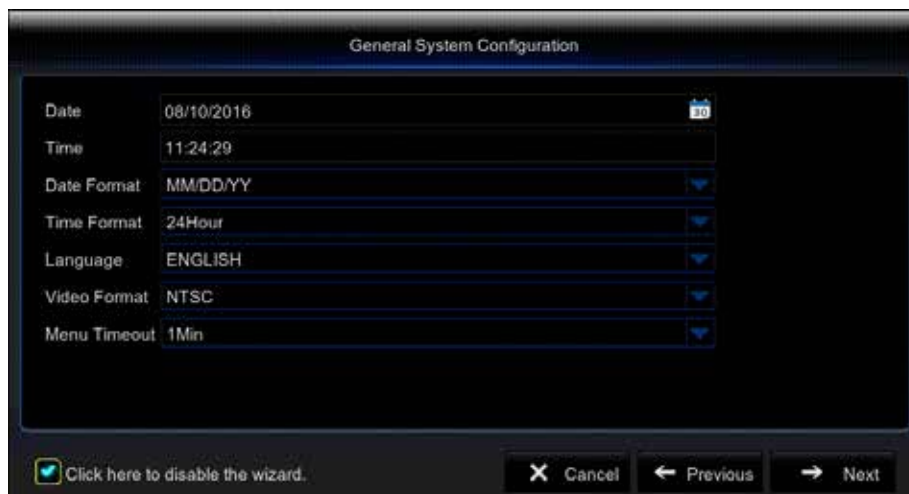 General System Configuration
Date 08/10/2016 30
Time 11:24:29
Date Format MM/DD/YY
Time Format 24Hour
Language ENGLISH
Video Format NTSC
Menu Timeout 1Min
Click here to disable the wizard. Cancel Previous Next